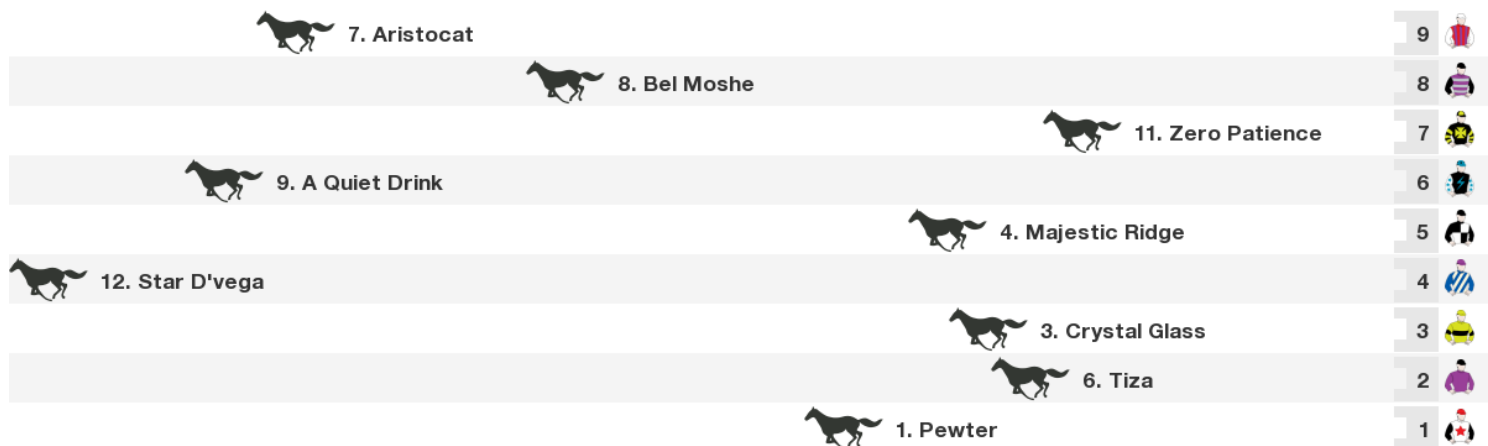 7. Aristocat 9
8. Bel Moshe 8
11. Zero Patience 7
9. A Quiet Drink 6
4. Majestic Ridge 5
12. Star D'vega 4
3. Crystal Glass 3
6. Tiza 2
1. Pewter 1